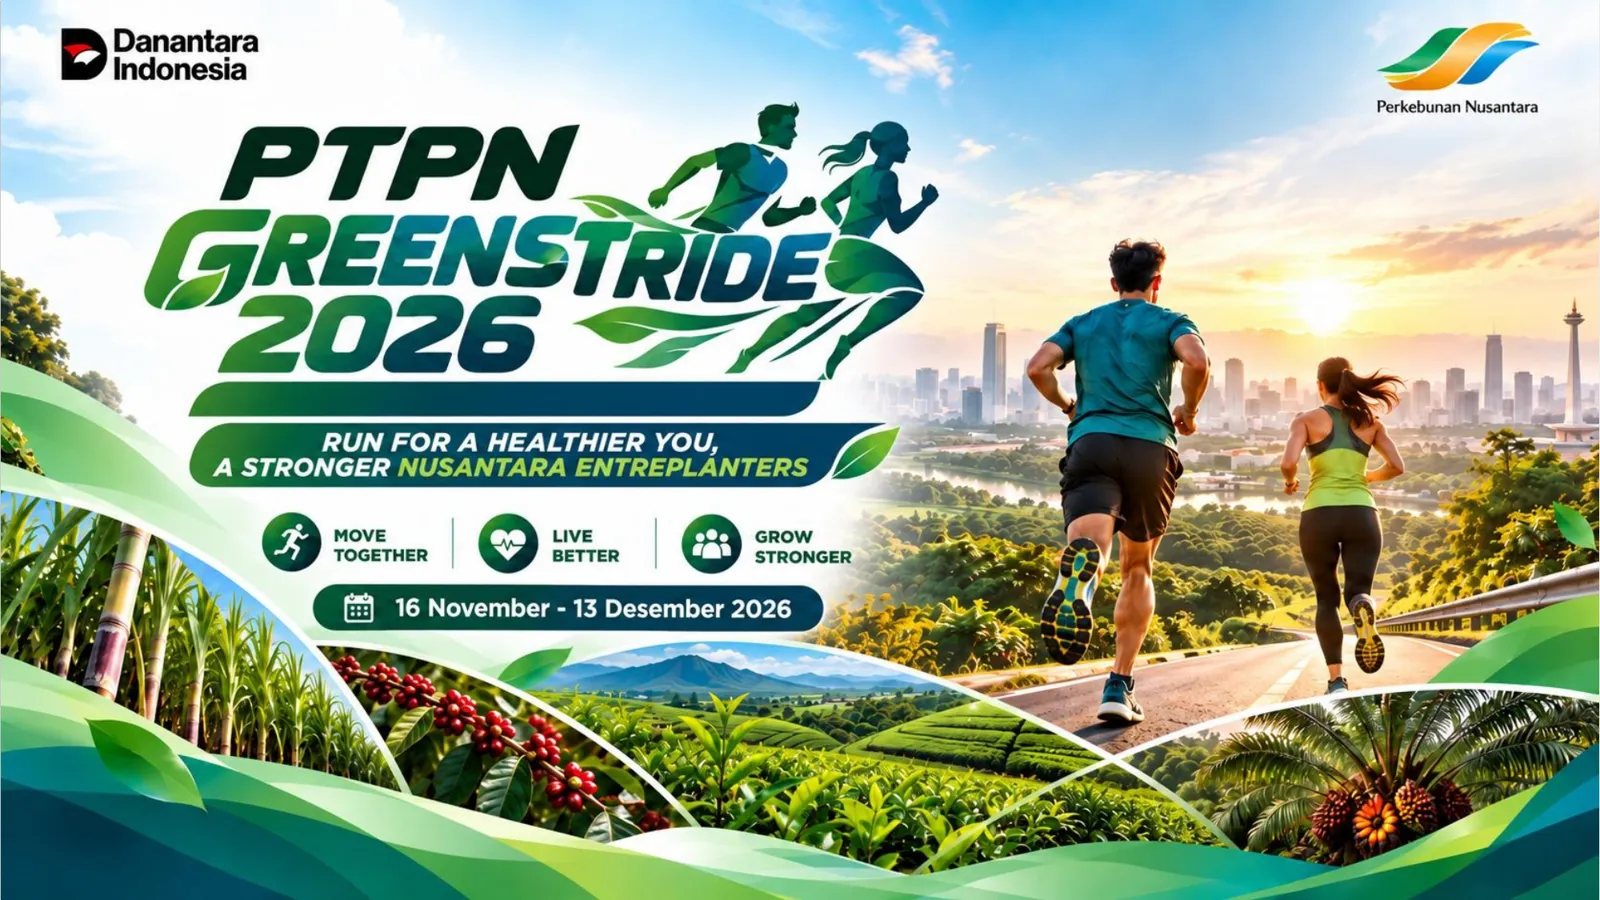 Danantara
Indonesia
Perkebunan Nusantara
PTPN
GREENSTRIDE
2026
RUN FOR A HEALTHIER YOU,
A STRONGER NUSANTARA ENTREPLANTERS
MOVE
TOGETHER
LIVE
BETTER
GROW
STRONGER
16 November - 13 Desember 2026